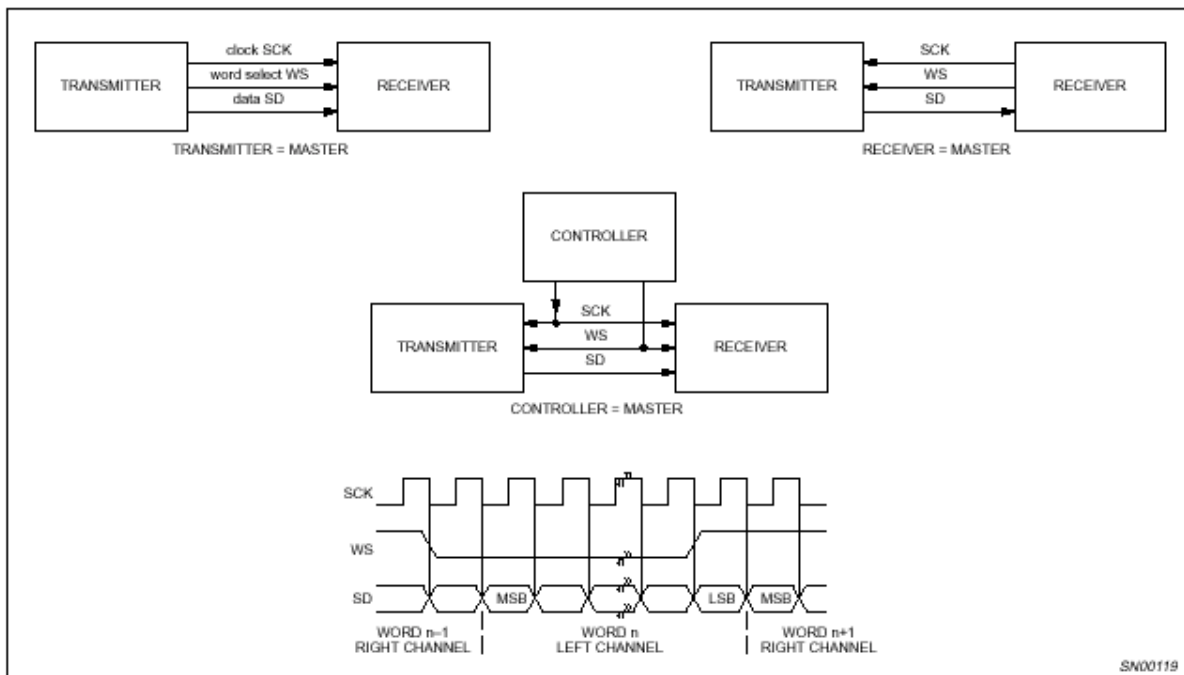 clock SCK
TRANSMITTER
word select WS
RECEIVER
data SD
TRANSMITTER = MASTER
SCK
TRANSMITTER
WS
RECEIVER
SD
RECEIVER = MASTER
CONTROLLER
SCK
TRANSMITTER
WS
RECEIVER
SD
CONTROLLER = MASTER
SCK
WS
SD
MSB
LSB
MSB
WORD n–1
RIGHT CHANNEL
WORD n
LEFT CHANNEL
WORD n+1
RIGHT CHANNEL
SN00119